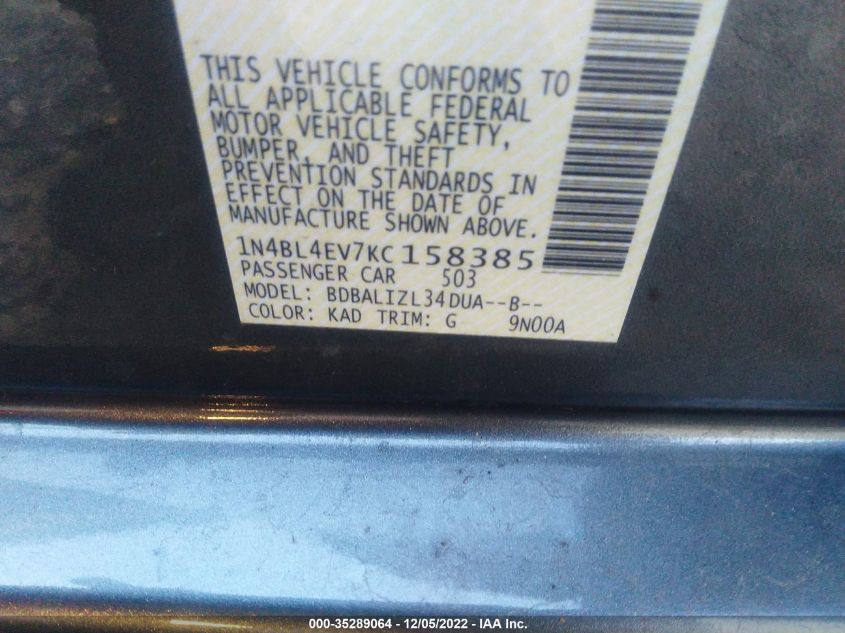 THIS VEHICLE CONFORMS TO
ALL APPLICABLE FEDERAL
MOTOR VEHICLE SAFETY,
BUMPER, AND THEFT
PREVENTION STANDARDS IN
EFFECT ON THE DATE OF
MANUFACTURE SHOWN ABOVE.
1N4BL4EV7KC158385
PASSENGER CAR 503
MODEL: BDBALIZL34DUA--B--
COLOR: KAD TRIM: G 9N00A
000-35289064 - 12/05/2022 - IAA Inc.